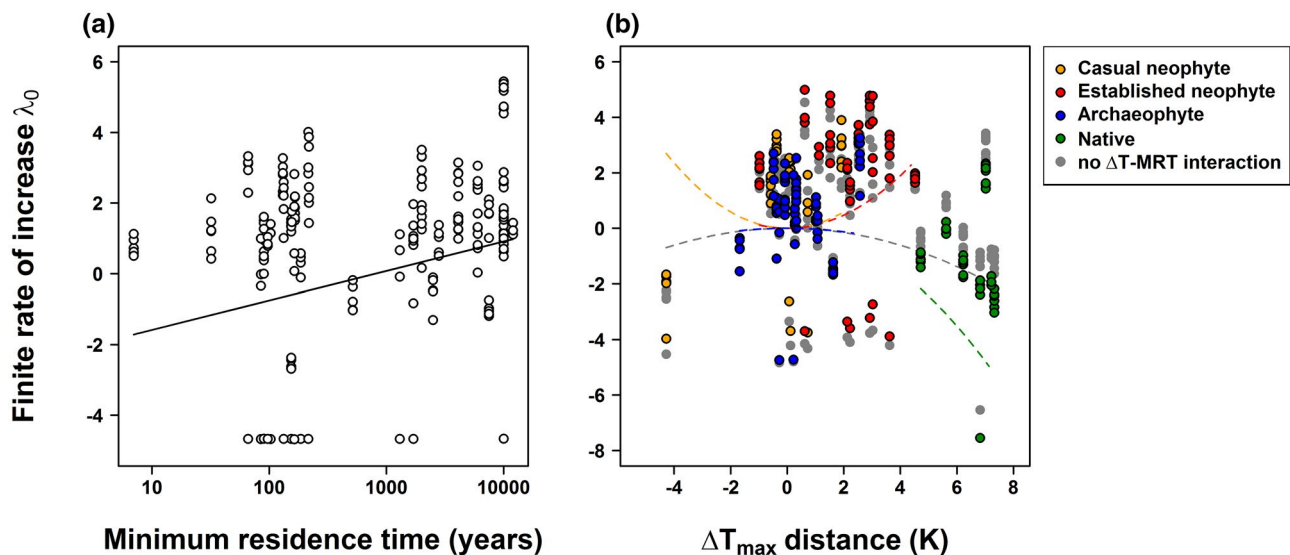 (a)
(b)
Finite rate of increase λ0
6
4
2
0
-2
-4
10
100
1000
10000
Minimum residence time (years)
6
4
2
0
-2
-4
-6
-8
-4
-2
0
2
4
6
8
ΔTmax distance (K)
Casual neophyte
Established neophyte
Archaeophyte
Native
no ΔT-MRT interaction